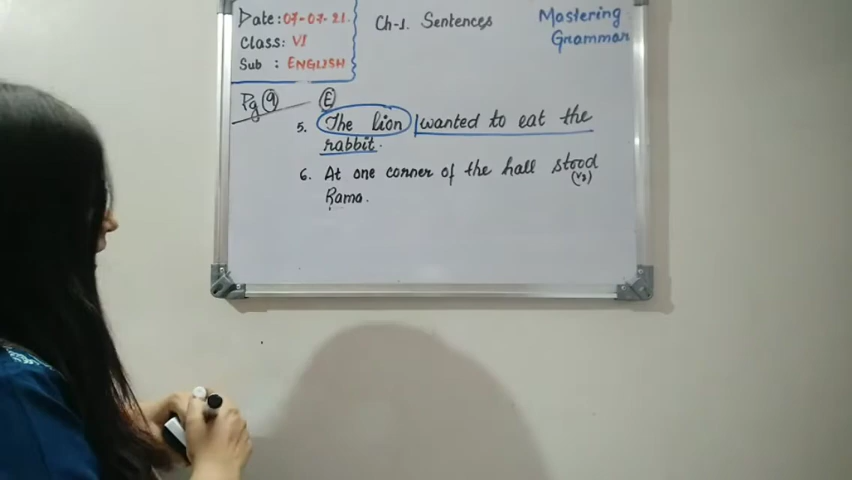 Date: 07-07-21.
Class: VI
Sub : ENGLISH
Ch-1. Sentences
Mastering
Grammar
Pg 9
E
5. The lion wanted to eat the
rabbit.
6. At one corner of the hall stood
Rama.